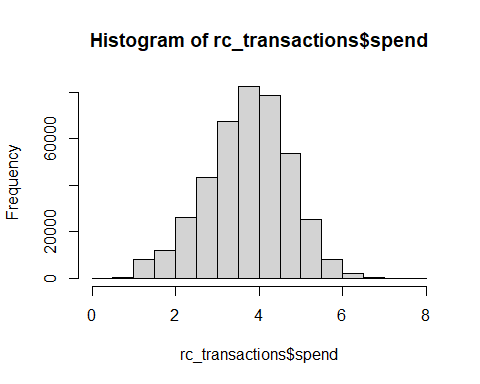 Histogram of rc_transactions$spend
Frequency
60000
20000
0
0 2 4 6 8
rc_transactions$spend